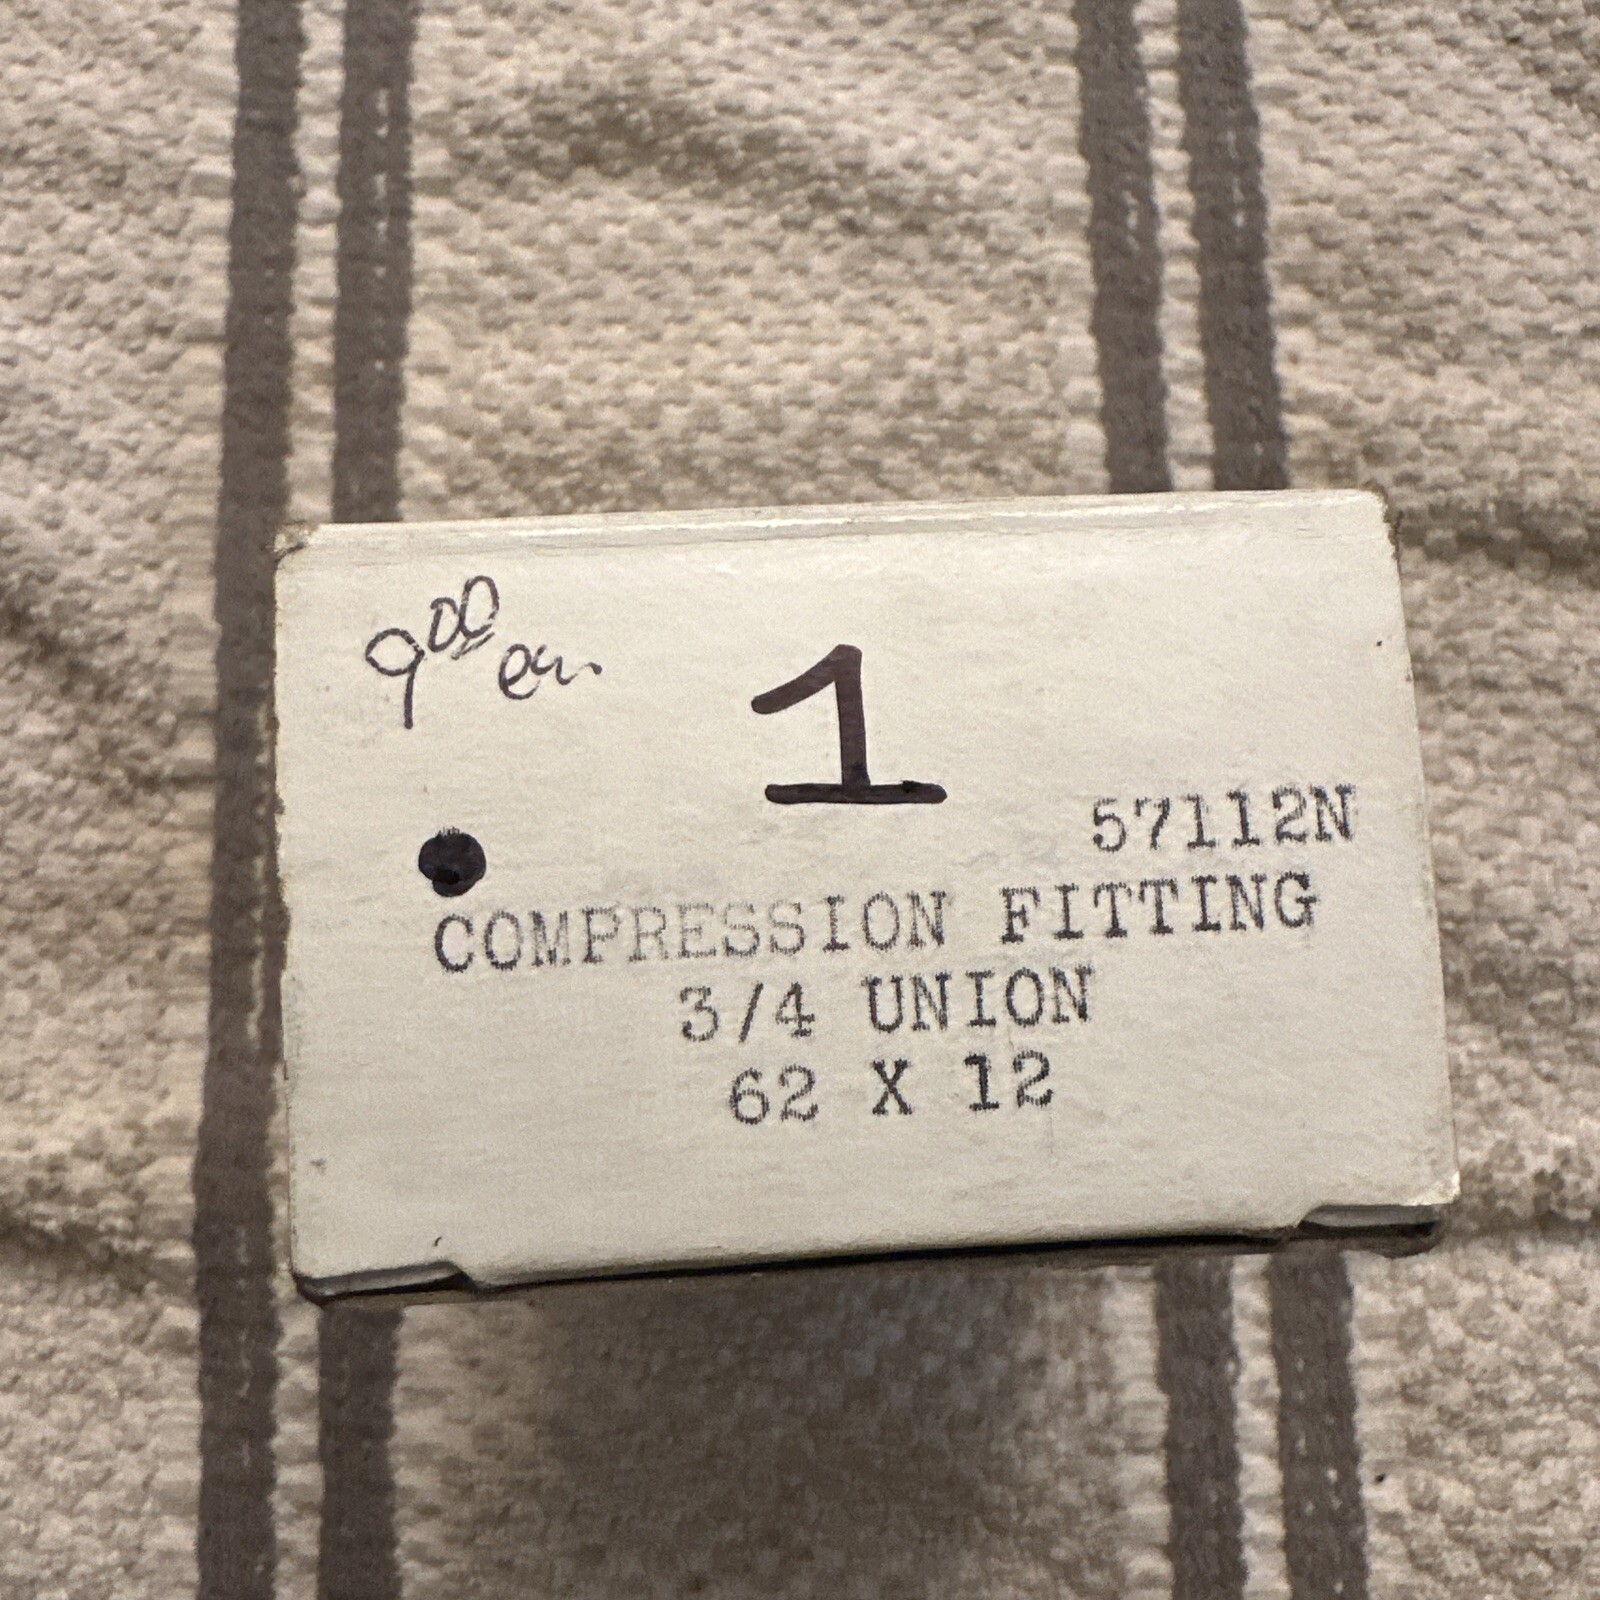 9⁰⁰ ea.
1
57112N
COMPRESSION FITTING
3/4 UNION
62 X 12